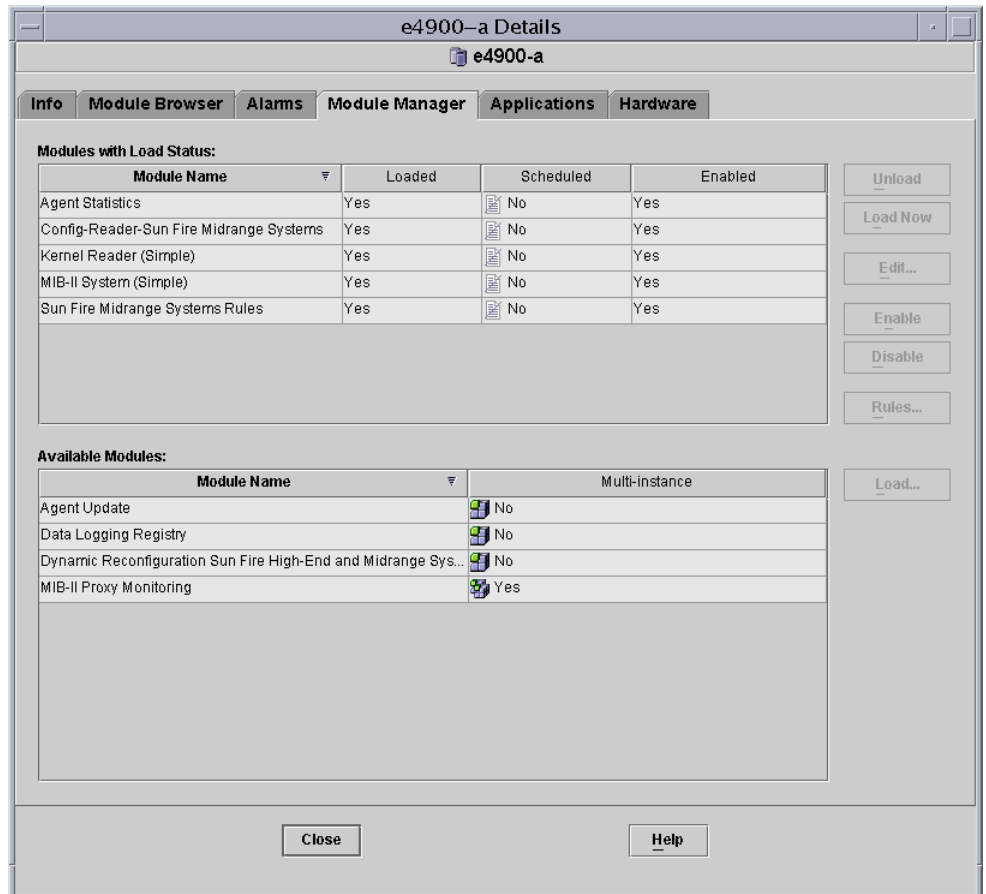 e4900–a Details
e4900-a
Info Module Browser Alarms Module Manager Applications Hardware
Modules with Load Status:
Module Name Loaded Scheduled Enabled
Agent Statistics Yes No Yes
Config-Reader-Sun Fire Midrange Systems Yes No Yes
Kernel Reader (Simple) Yes No Yes
MIB-II System (Simple) Yes No Yes
Sun Fire Midrange Systems Rules Yes No Yes
Unload
Load Now
Edit...
Enable
Disable
Rules...
Available Modules:
Module Name Multi-instance
Agent Update No
Data Logging Registry No
Dynamic Reconfiguration Sun Fire High-End and Midrange Sys... No
MIB-II Proxy Monitoring Yes
Load...
Close Help